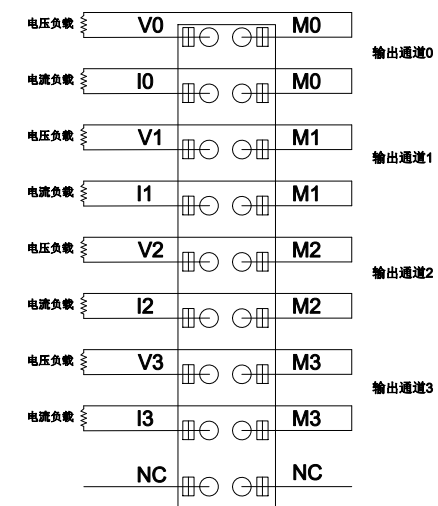 电压负载 V0 M0
输出通道0
电流负载 I0 M0
电压负载 V1 M1
输出通道1
电流负载 I1 M1
电压负载 V2 M2
输出通道2
电流负载 I2 M2
电压负载 V3 M3
输出通道3
电流负载 I3 M3
NC NC